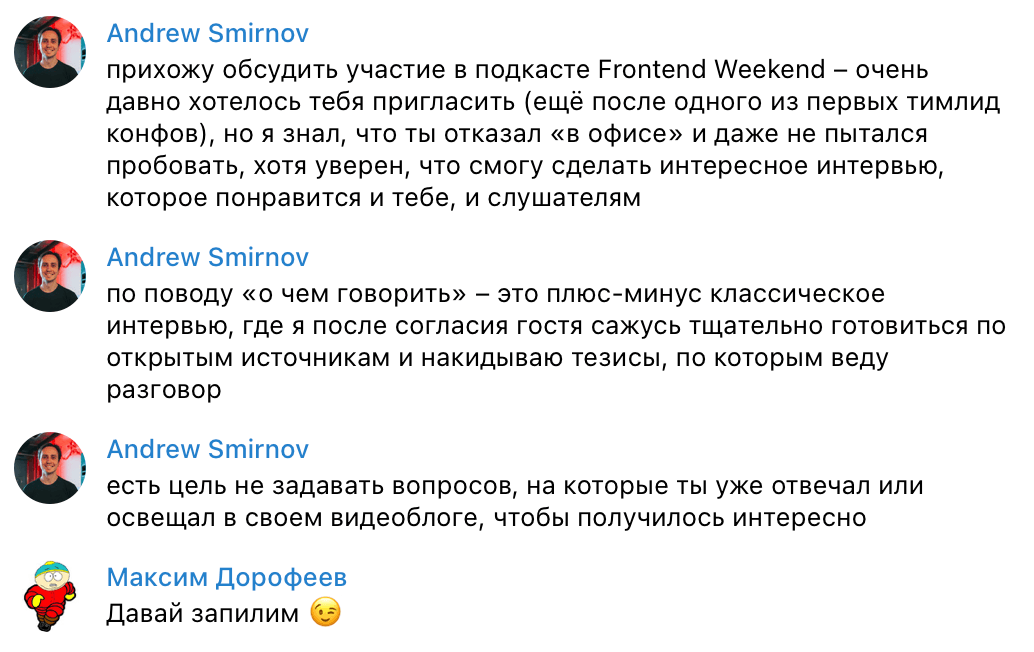 Andrew Smirnov
прихожу обсудить участие в подкасте Frontend Weekend – очень
давно хотелось тебя пригласить (ещё после одного из первых тимлид
конфов), но я знал, что ты отказал «в офисе» и даже не пытался
пробовать, хотя уверен, что смогу сделать интересное интервью,
которое понравится и тебе, и слушателям
Andrew Smirnov
по поводу «о чем говорить» – это плюс-минус классическое
интервью, где я после согласия гостя сажусь тщательно готовиться по
открытым источникам и накидываю тезисы, по которым веду
разговор
Andrew Smirnov
есть цель не задавать вопросов, на которые ты уже отвечал или
освещал в своем видеоблоге, чтобы получилось интересно
Максим Дорофеев
Давай запилим 😉